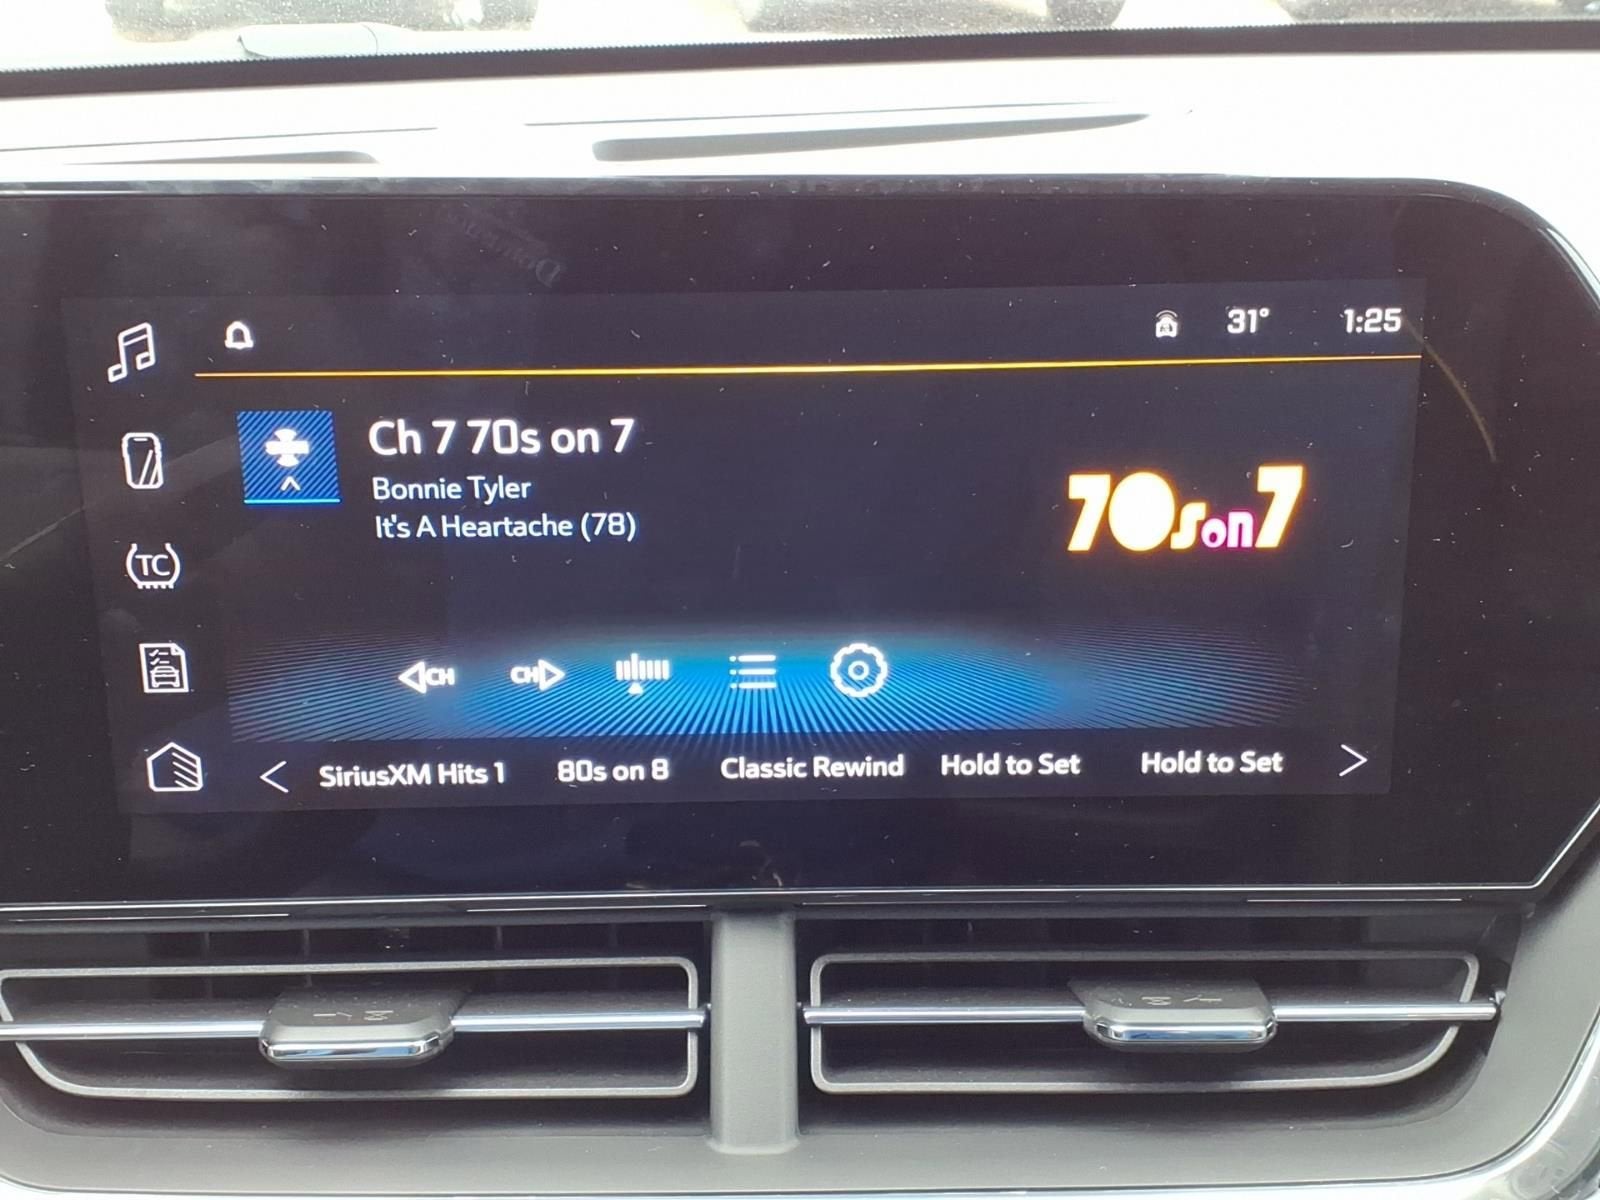 31° 1:25
Ch 7 70s on 7
Bonnie Tyler
It's A Heartache (78)
70s on 7
TC
CH CH
SiriusXM Hits 1 80s on 8 Classic Rewind Hold to Set Hold to Set